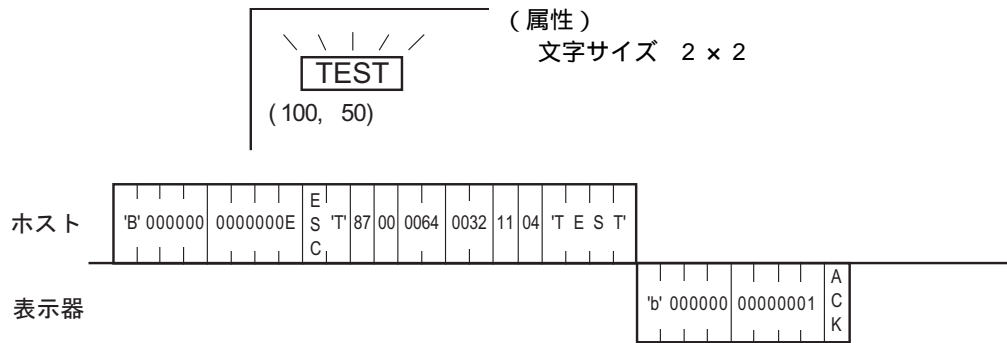 （属性）
文字サイズ 2 × 2
TEST
(100, 50)
ホスト 'B' 000000 0000000E ESC 'T' 87 00 0064 0032 11 04 'T E S T'
表示器 'b' 000000 00000001 ACK